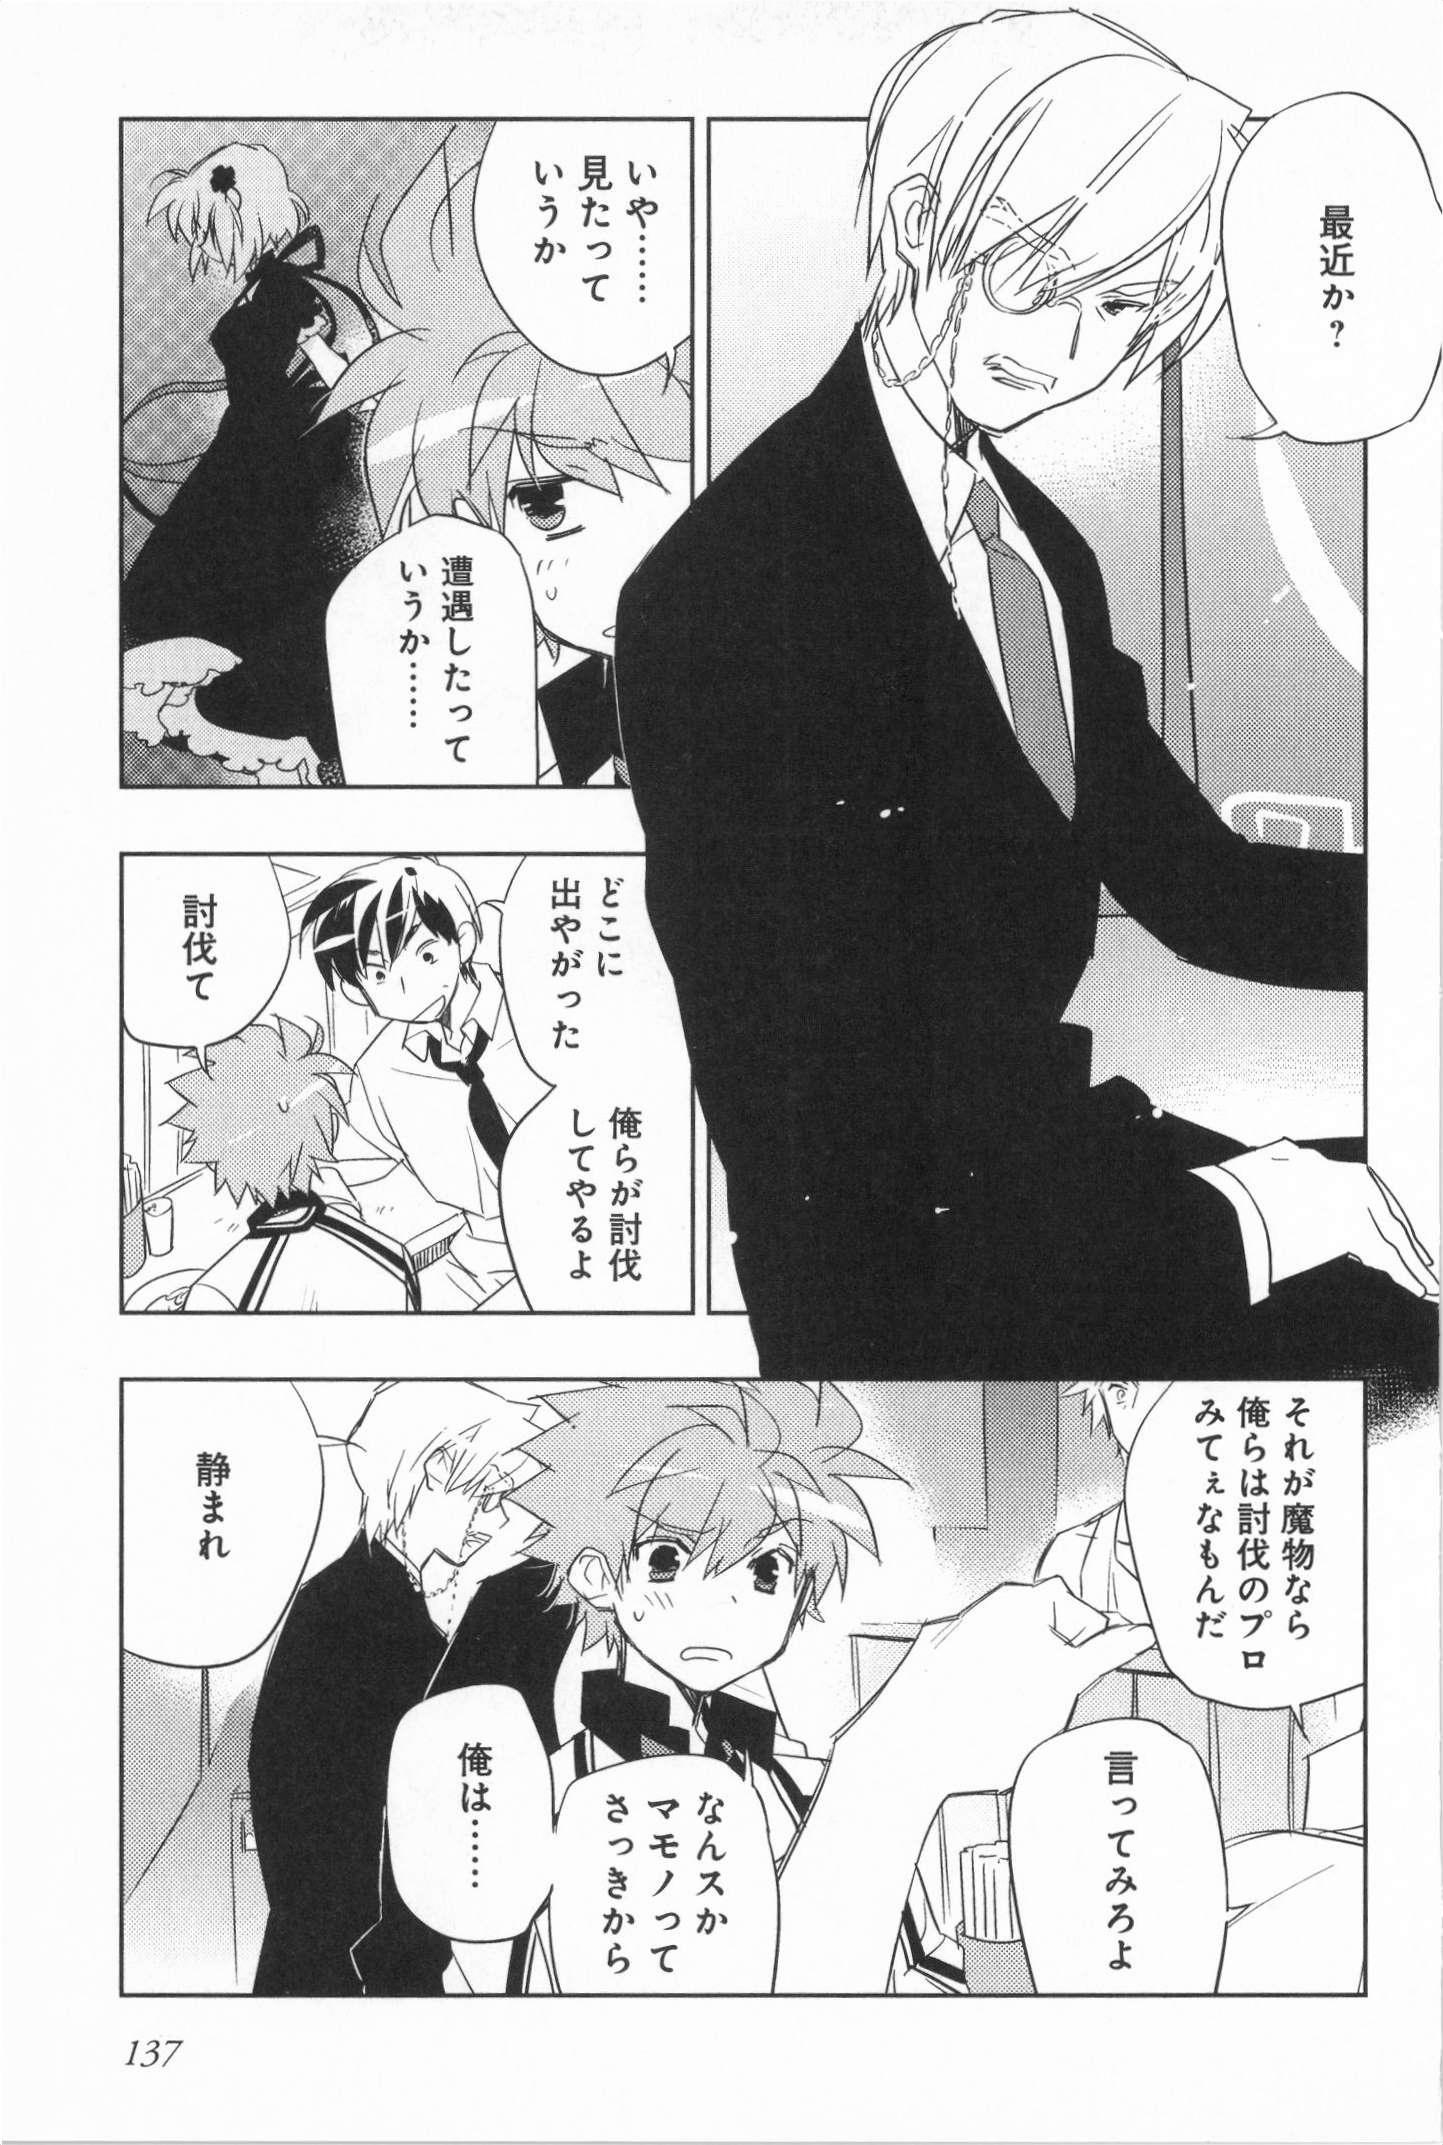 最近か?
いや……
見たって
いうか
遭遇したって
いうか……
どこに
出やがった
俺らが討伐
してやるよ
討伐て
それが魔物なら
俺らは討伐のプロ
みてぇなもんだ
言ってみろよ
なんスか
マモノって
さっきから
俺は……
静まれ
137